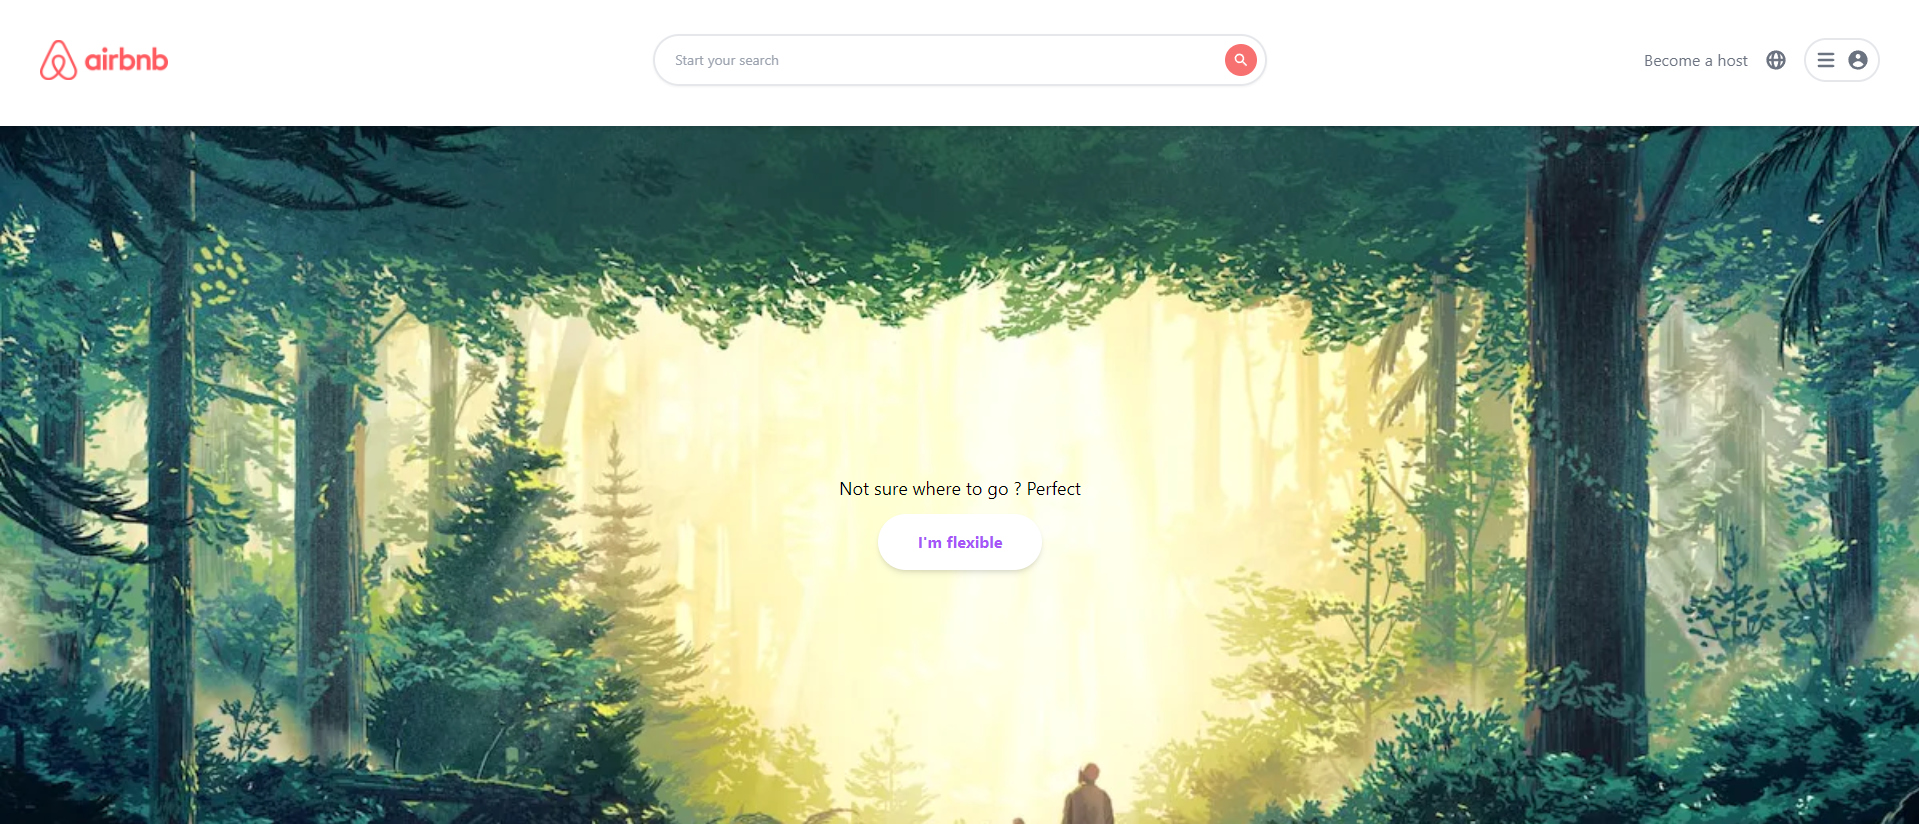 airbnb
Start your search
Become a host
Not sure where to go ? Perfect
I'm flexible